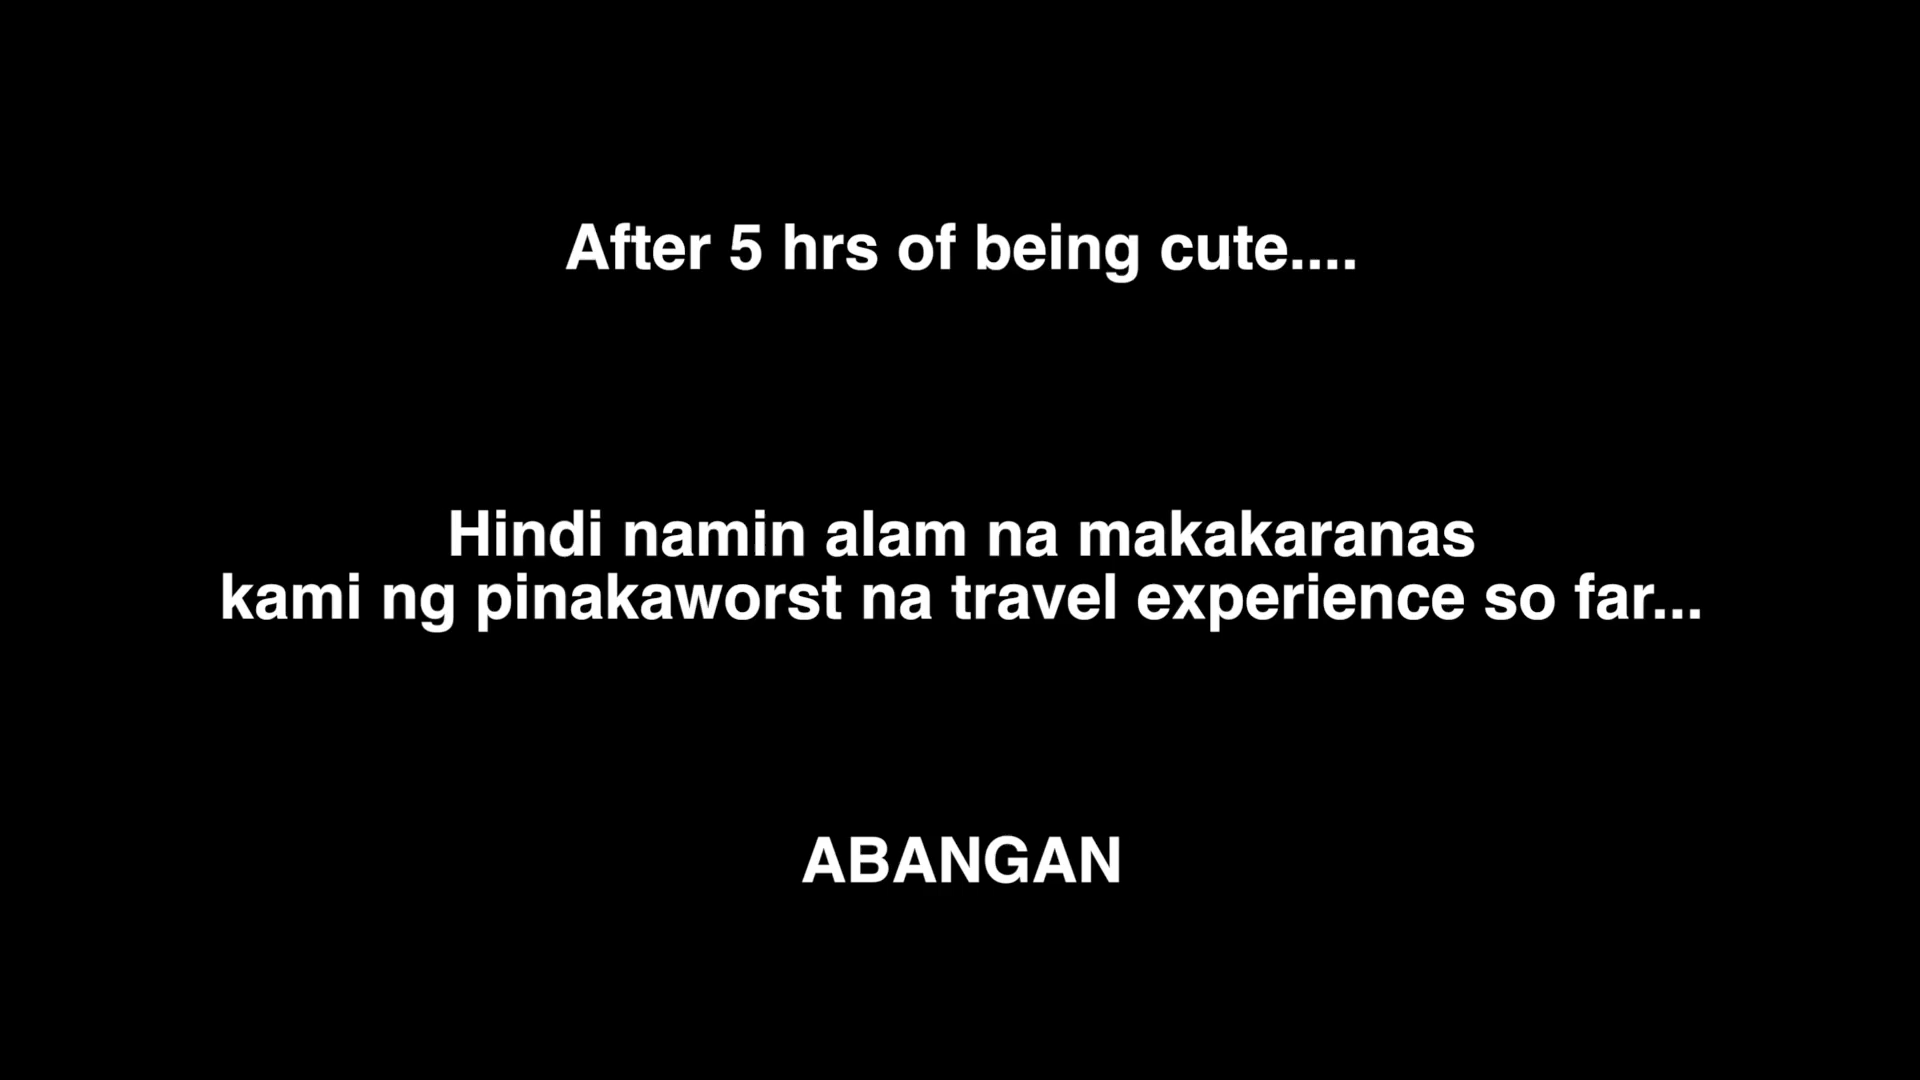 After 5 hrs of being cute....
Hindi namin alam na makakaranas
kami ng pinakaworst na travel experience so far...
ABANGAN